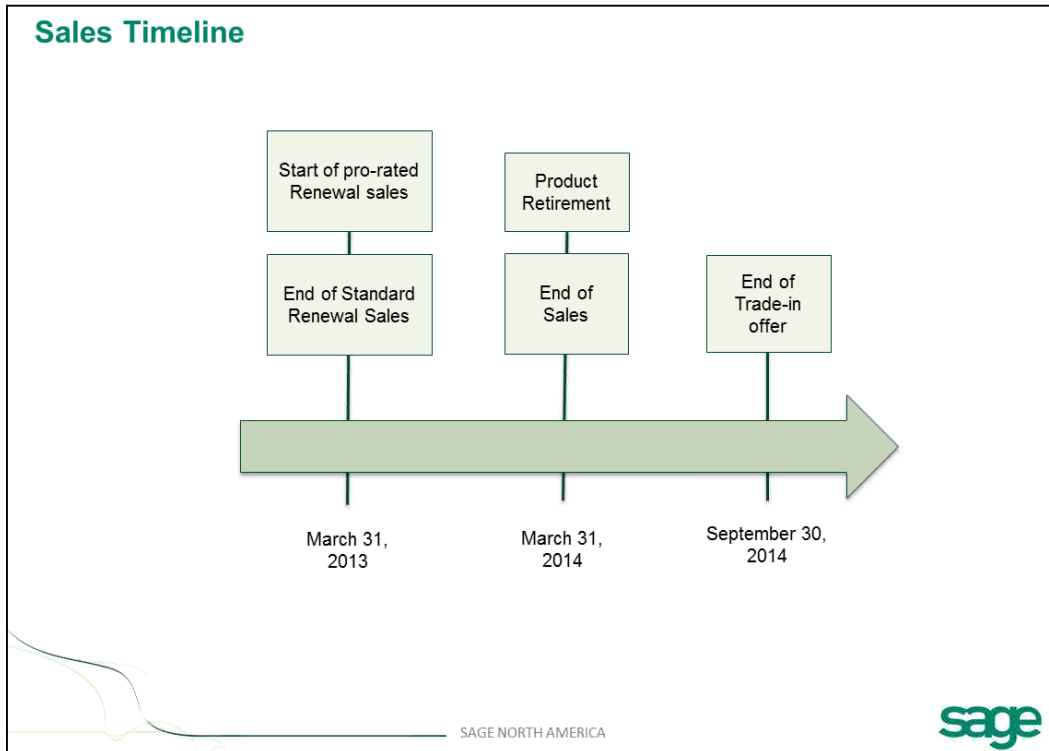 Sales Timeline
Start of pro-rated
Renewal sales
End of Standard
Renewal Sales
Product
Retirement
End of
Sales
End of
Trade-in
offer
March 31,
2013
March 31,
2014
September 30,
2014
SAGE NORTH AMERICA
sage